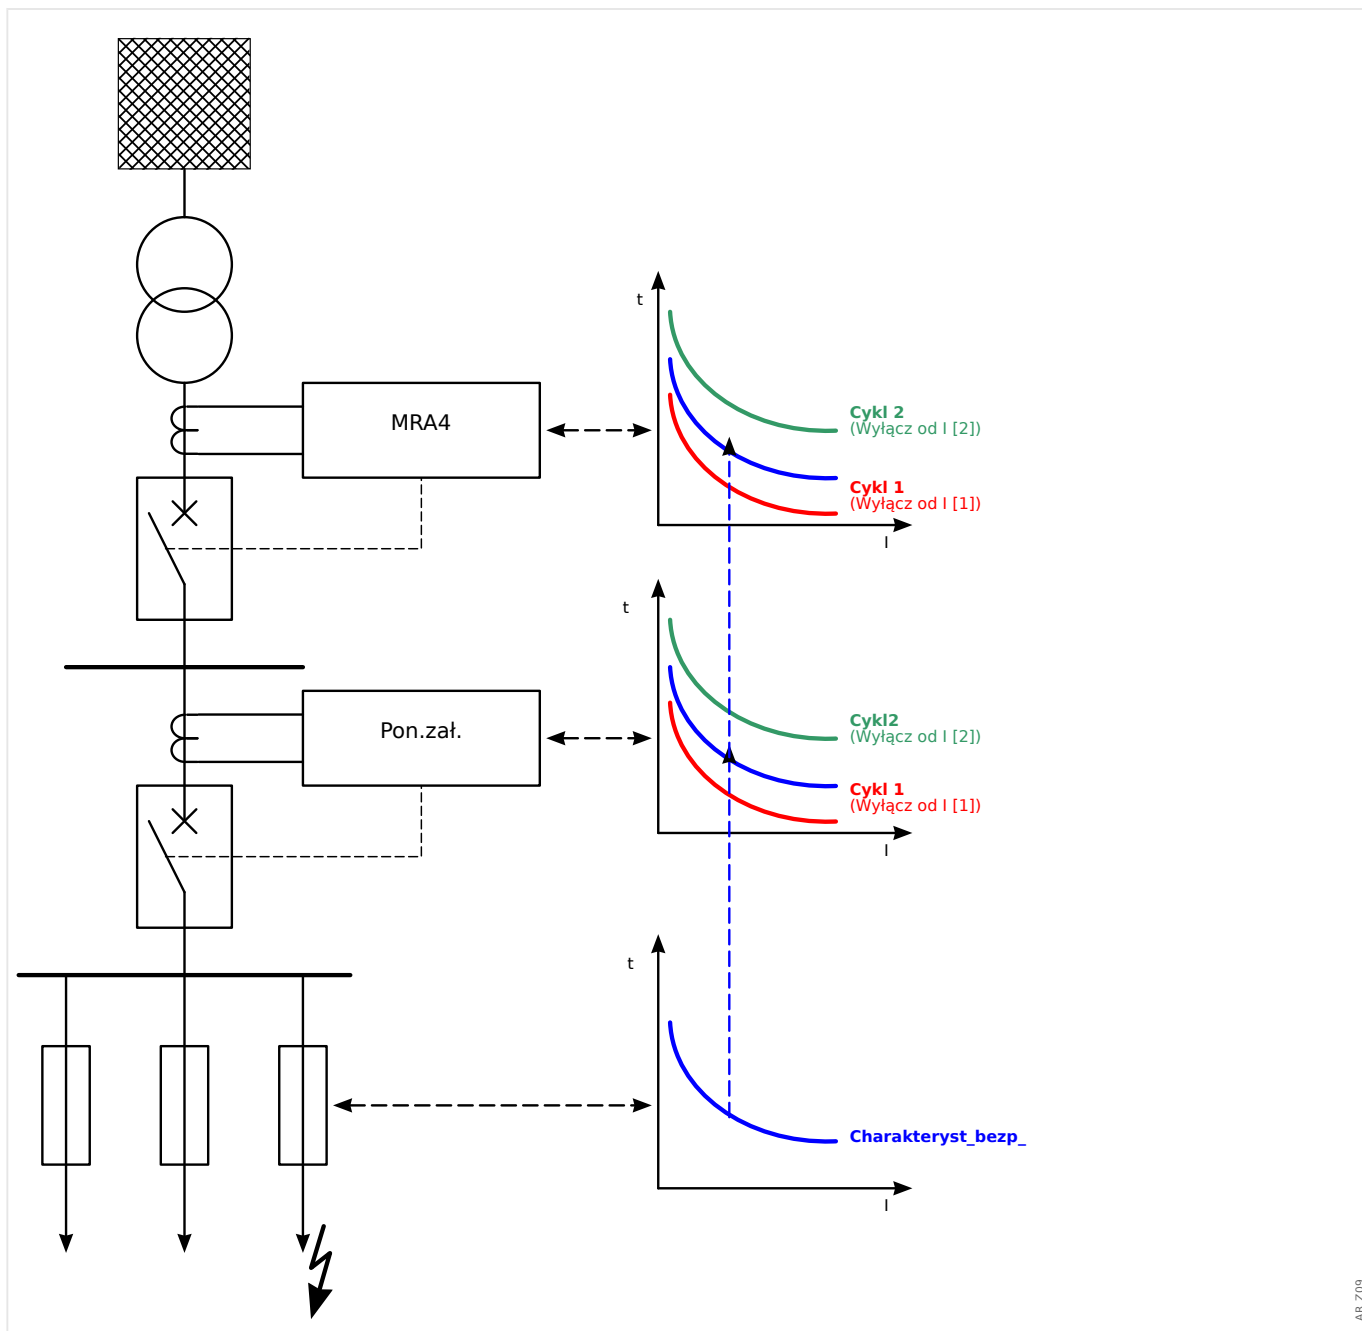 t
MRA4
Cykl 2
(Wyłącz od I [2])
Cykl 1
(Wyłącz od I [1])
I
t
Pon.zał.
Cykl2
(Wyłącz od I [2])
Cykl 1
(Wyłącz od I [1])
I
t
Charakteryst_bezp_
I
AR_Z09